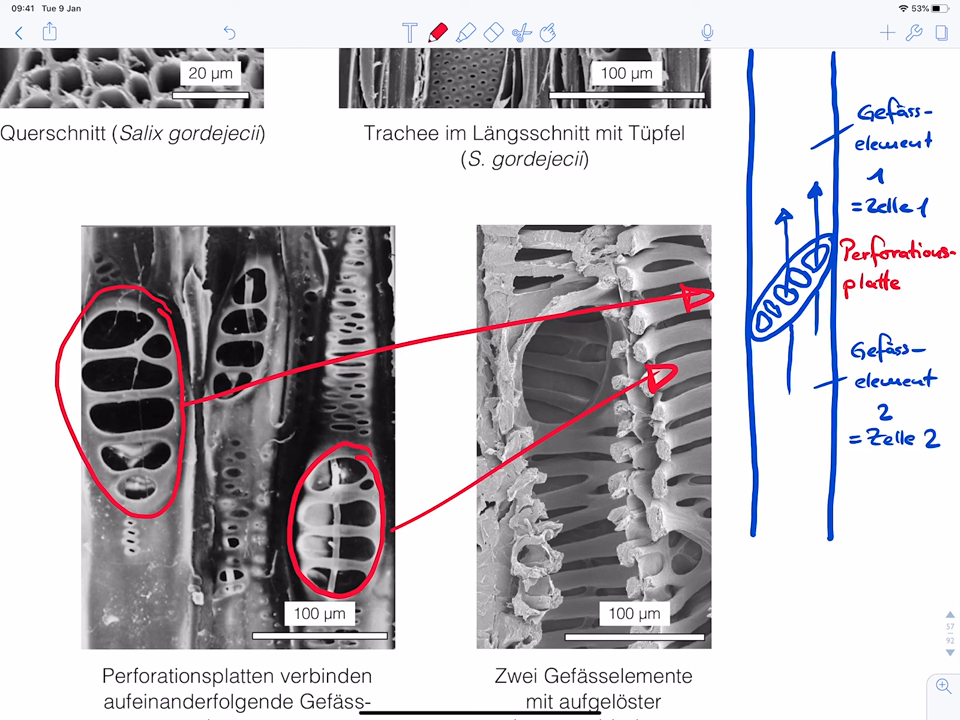 09:41 Tue 9 Jan
53%
T
20 µm
100 µm
Querschnitt (Salix gordejecii)
Trachee im Längsschnitt mit Tüpfel
(S. gordejecii)
Gefäss-
element
1
= Zelle 1
Perforations-
platte
Gefäss-
element
2
= Zelle 2
100 µm
100 µm
57
92
Perforationsplatten verbinden
aufeinanderfolgende Gefäss-
Zwei Gefässelemente
mit aufgelöster